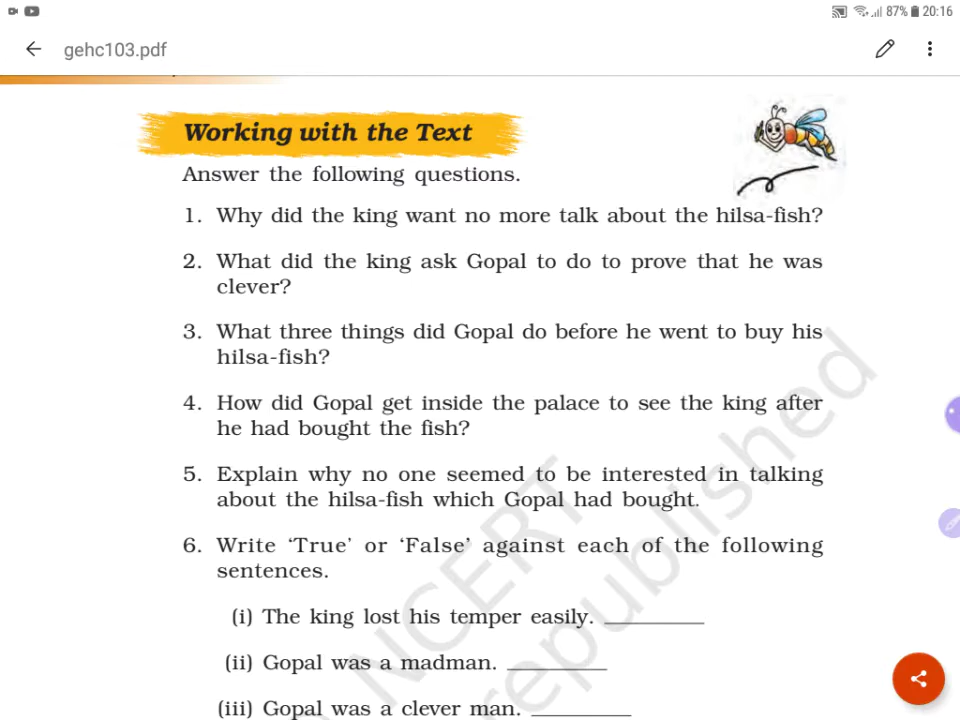 87% 20:16
gehc103.pdf
Working with the Text
Answer the following questions.
1. Why did the king want no more talk about the hilsa-fish?
2. What did the king ask Gopal to do to prove that he was
clever?
3. What three things did Gopal do before he went to buy his
hilsa-fish?
4. How did Gopal get inside the palace to see the king after
he had bought the fish?
5. Explain why no one seemed to be interested in talking
about the hilsa-fish which Gopal had bought.
6. Write ‘True’ or ‘False’ against each of the following
sentences.
(i) The king lost his temper easily. __________
(ii) Gopal was a madman. __________
(iii) Gopal was a clever man. __________
NCERT
republished